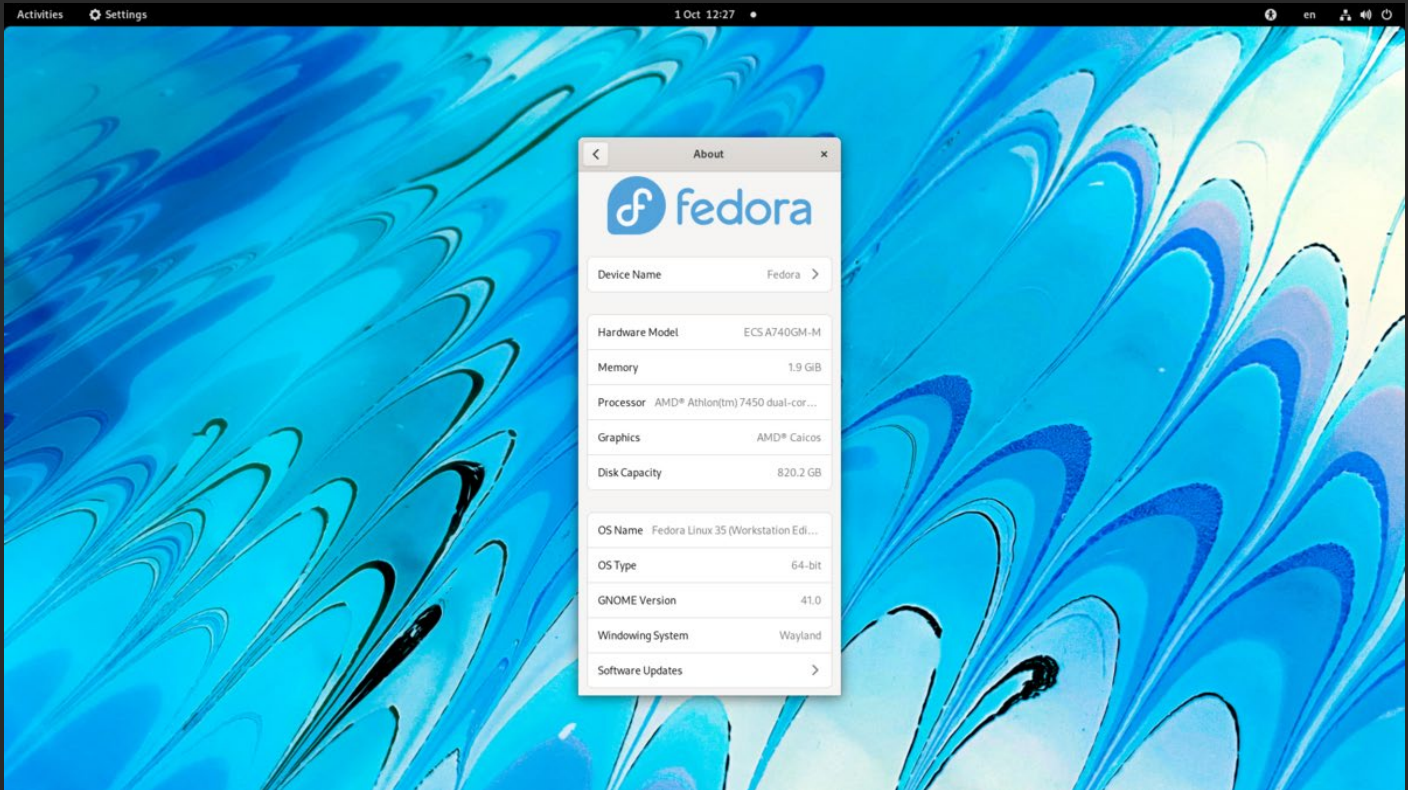 Activities Settings 1 Oct 12:27 en
About
fedora
Device Name Fedora
Hardware Model ECS A740GM-M
Memory 1.9 GiB
Processor AMD® Athlon(tm) 7450 dual-cor...
Graphics AMD® Caicos
Disk Capacity 820.2 GB
OS Name Fedora Linux 35 (Workstation Edi...
OS Type 64-bit
GNOME Version 41.0
Windowing System Wayland
Software Updates